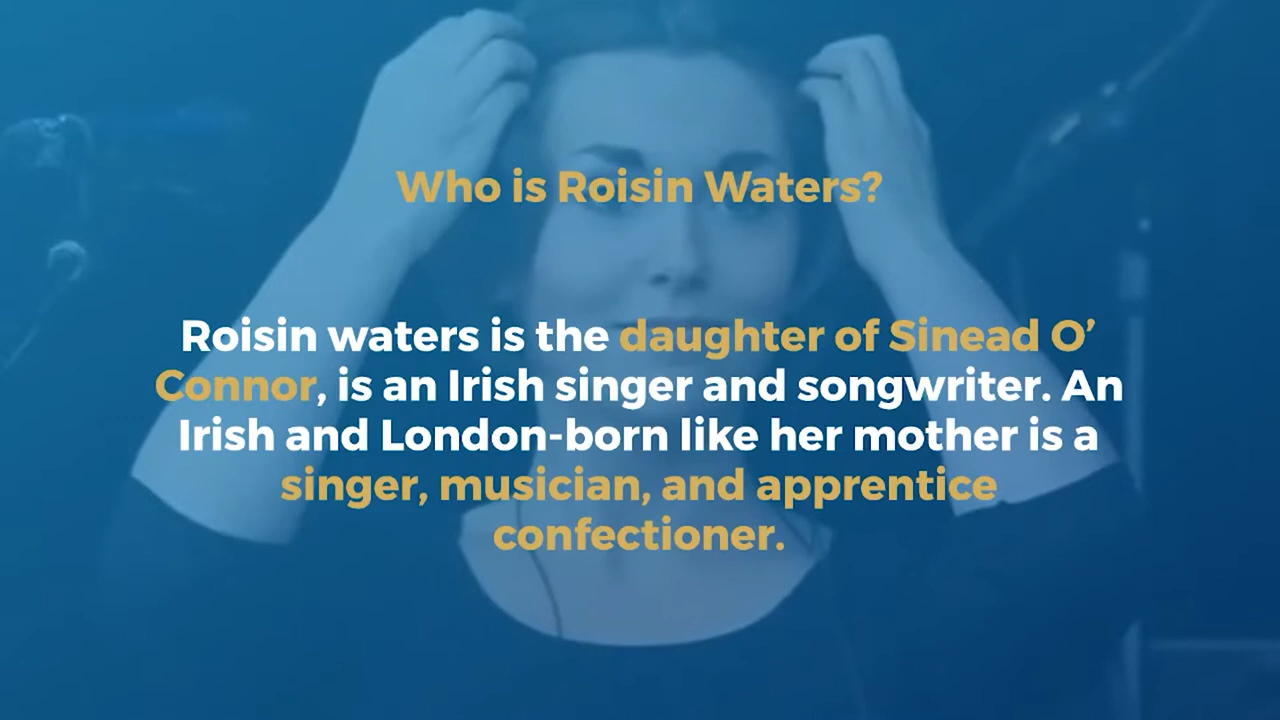 Who is Roisin Waters?
Roisin waters is the daughter of Sinead O’
Connor, is an Irish singer and songwriter. An
Irish and London-born like her mother is a
singer, musician, and apprentice
confectioner.